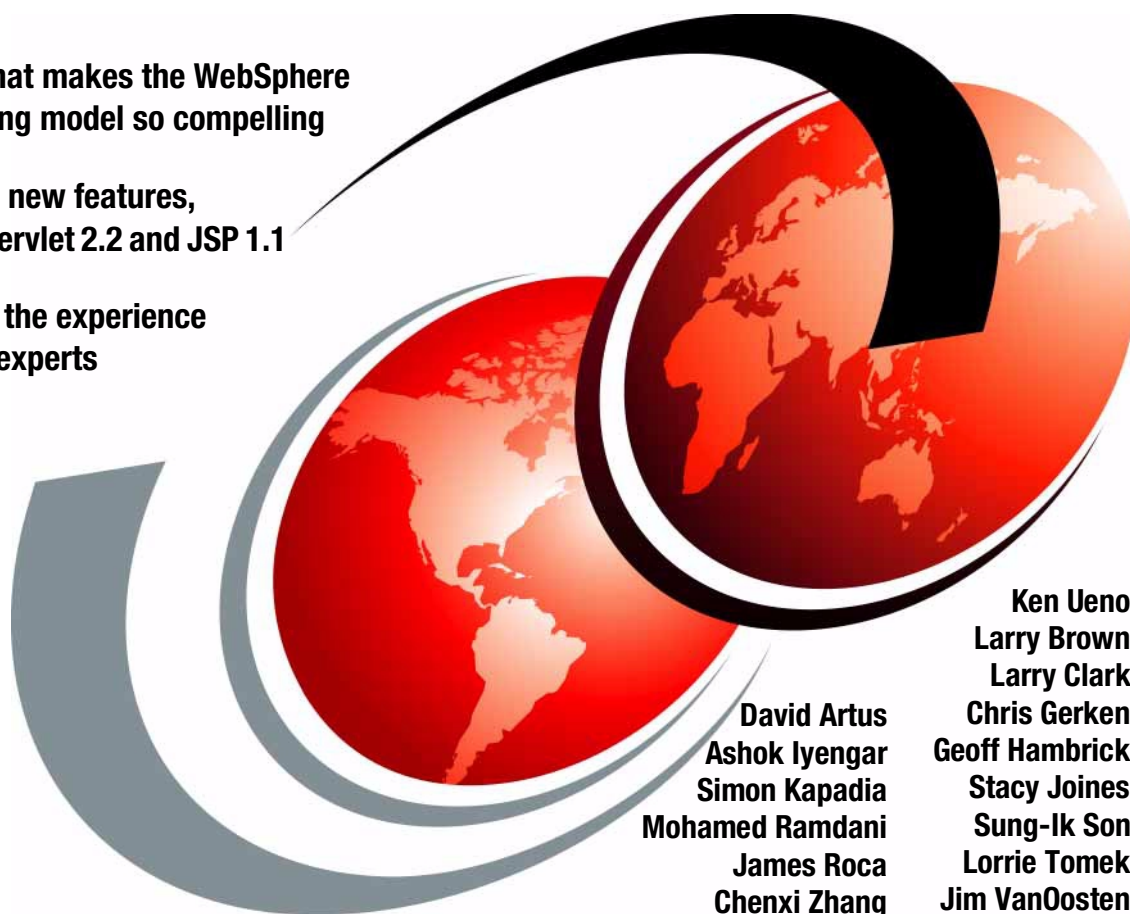 hat makes the WebSphere
ng model so compelling
new features,
ervlet 2.2 and JSP 1.1
the experience
experts
David Artus
Ashok Iyengar
Simon Kapadia
Mohamed Ramdani
James Roca
Chenxi Zhang
Ken Ueno
Larry Brown
Larry Clark
Chris Gerken
Geoff Hambrick
Stacy Joines
Sung-Ik Son
Lorrie Tomek
Jim VanOosten